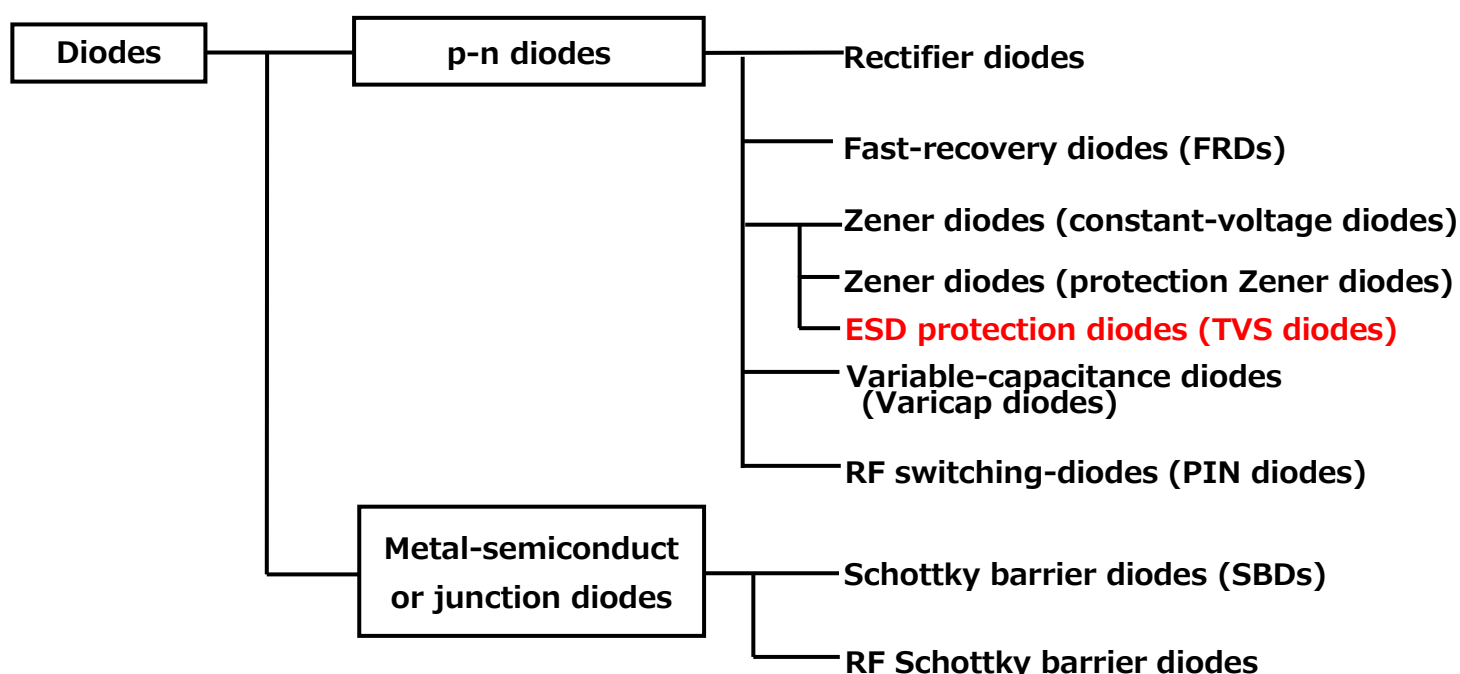 Diodes
p-n diodes
Rectifier diodes
Fast-recovery diodes (FRDs)
Zener diodes (constant-voltage diodes)
Zener diodes (protection Zener diodes)
ESD protection diodes (TVS diodes)
Variable-capacitance diodes
(Varicap diodes)
RF switching-diodes (PIN diodes)
Metal-semiconduct
or junction diodes
Schottky barrier diodes (SBDs)
RF Schottky barrier diodes